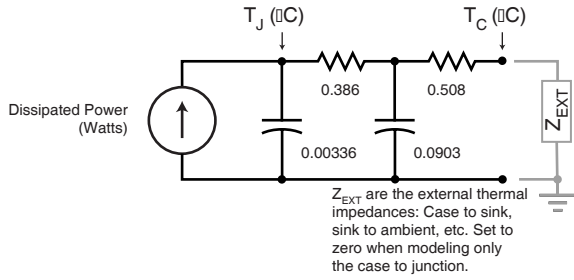 T_J (▯C)
T_C (▯C)
0.386
0.508
Dissipated Power
(Watts)
Z_EXT
0.00336
0.0903
Z_EXT are the external thermal
impedances: Case to sink,
sink to ambient, etc. Set to
zero when modeling only
the case to junction.